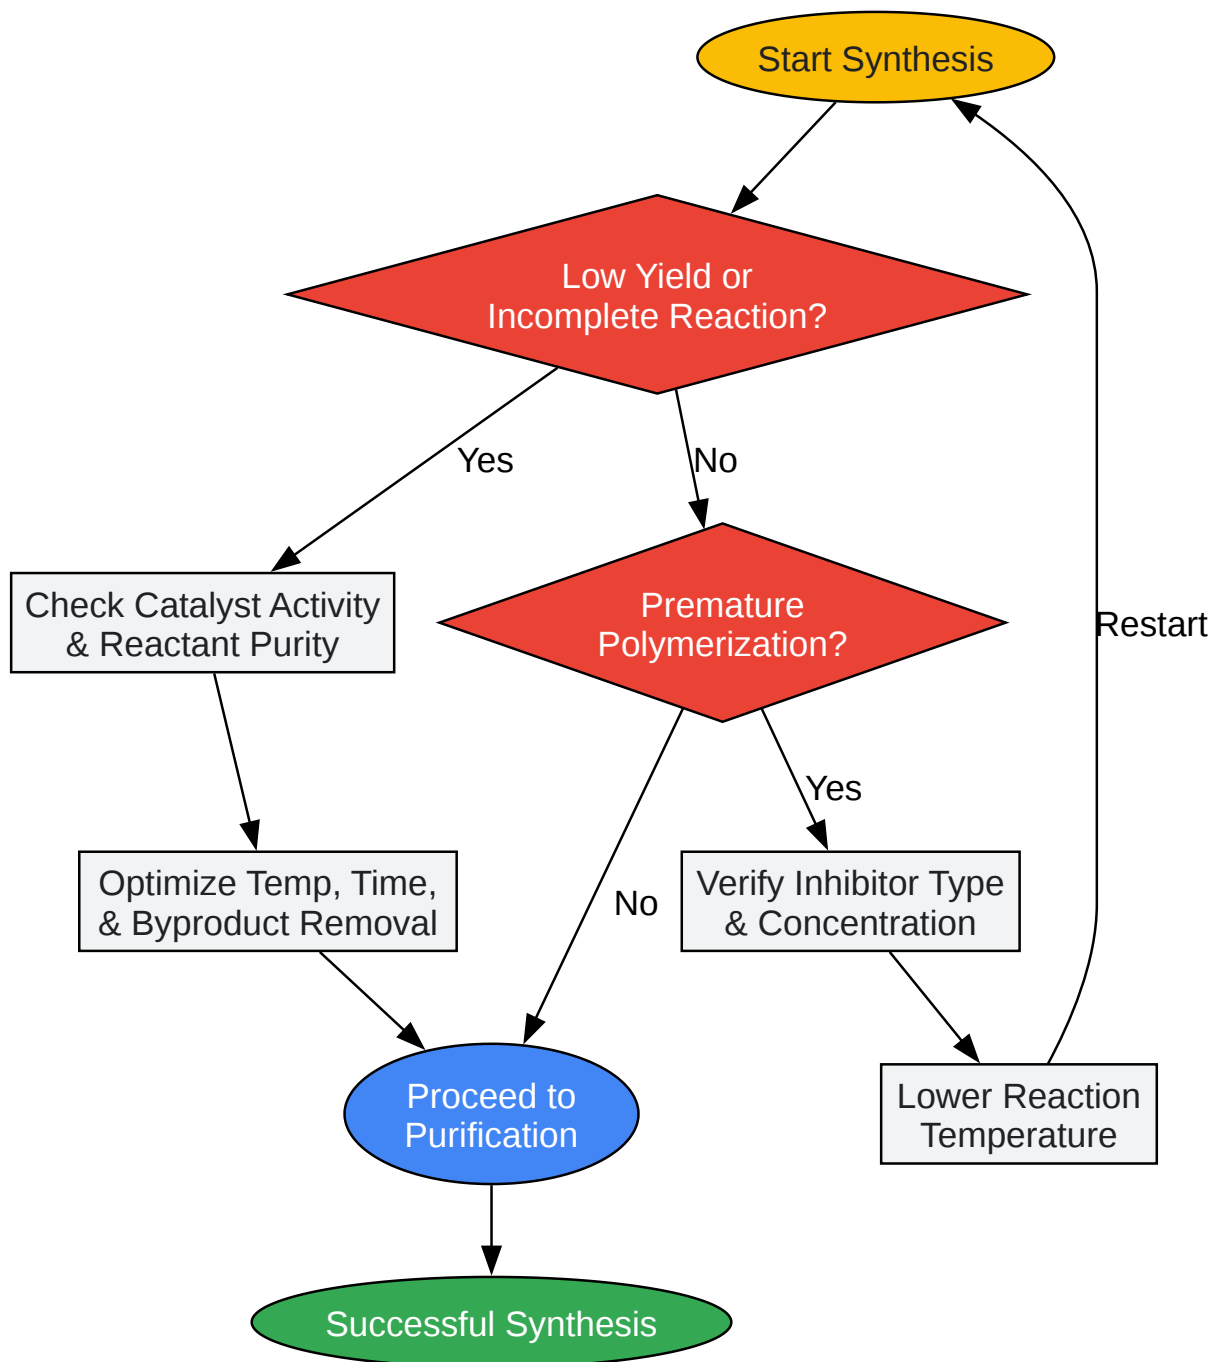 Start Synthesis
Low Yield or
Incomplete Reaction?
Yes
No
Check Catalyst Activity
& Reactant Purity
Premature
Polymerization?
Restart
Yes
Optimize Temp, Time,
& Byproduct Removal
No
Verify Inhibitor Type
& Concentration
Proceed to
Purification
Lower Reaction
Temperature
Successful Synthesis